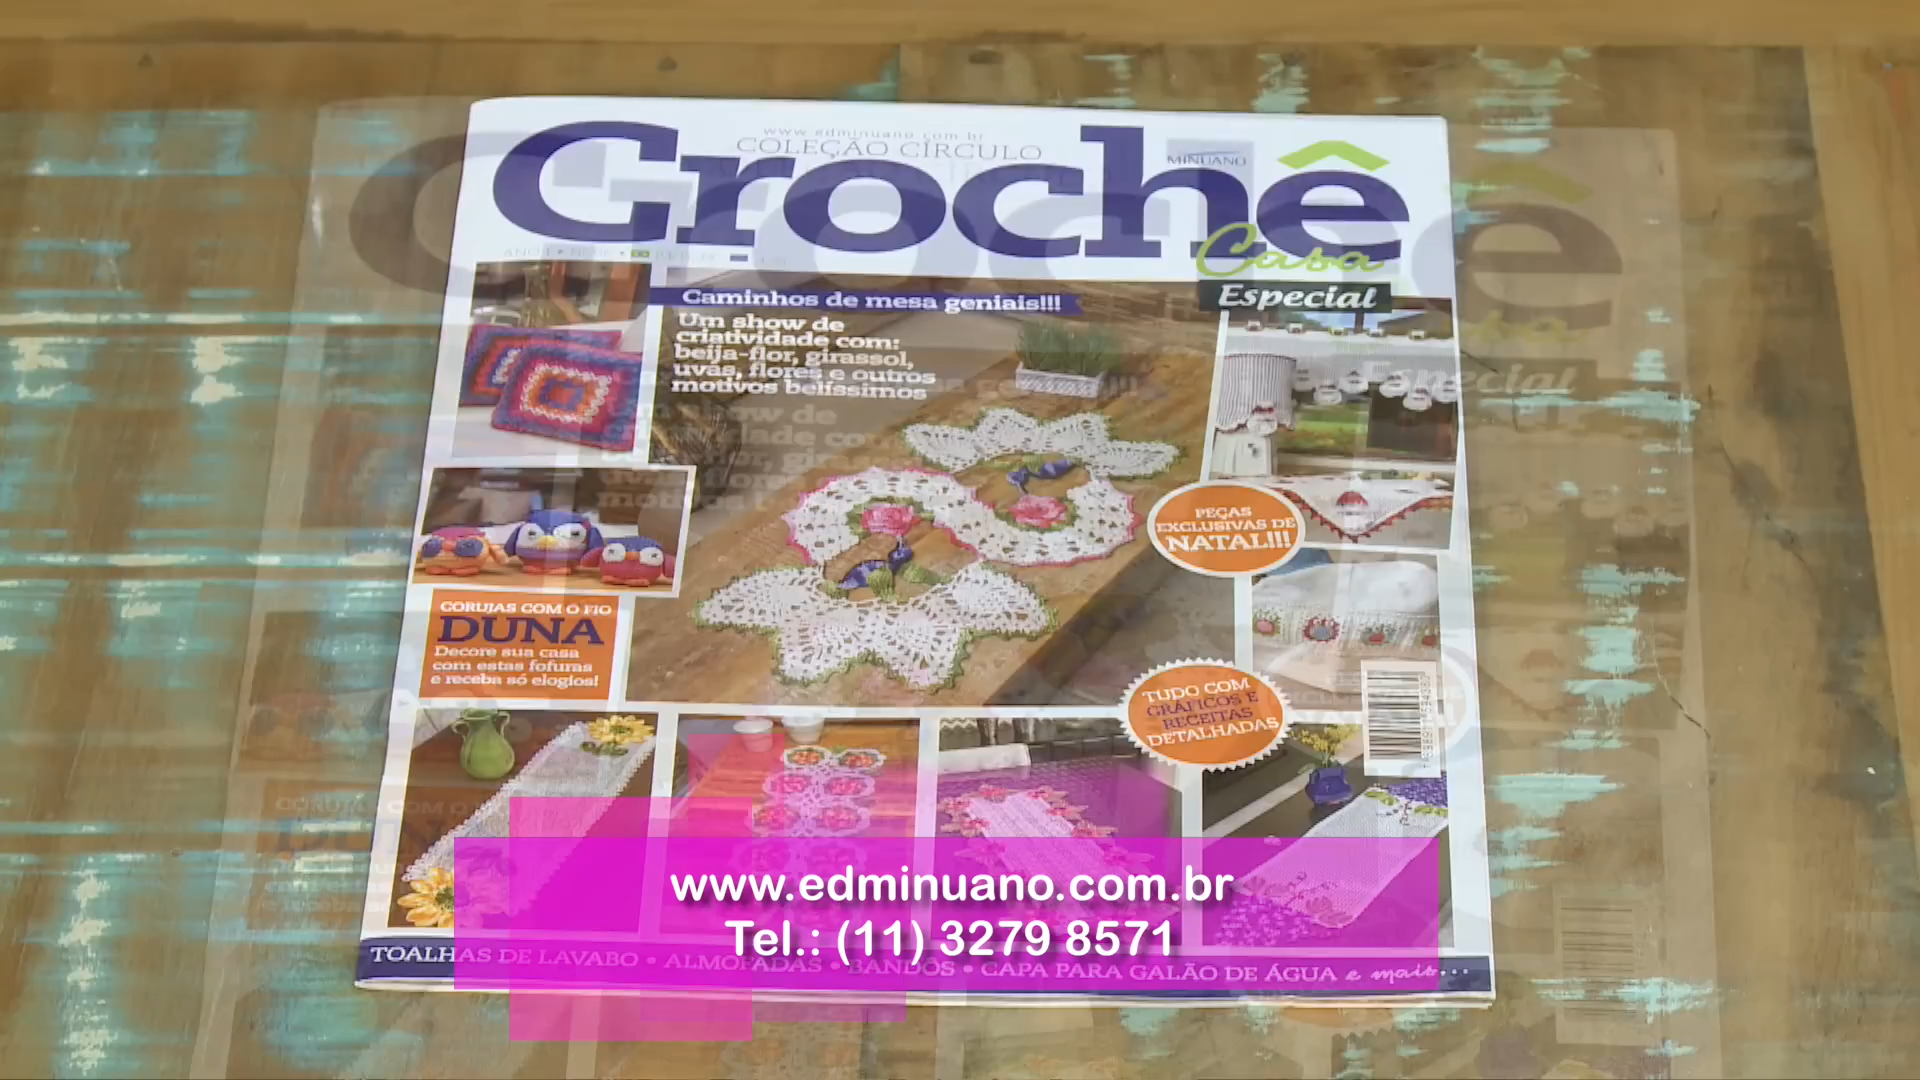 www.edminuano.com.br
COLEÇÃO CÍRCULO
MINUANO
Crochê
Casa
Especial
Caminhos de mesa geniais!!!
Um show de
criatividade com:
beija-flor, girassol,
uvas, flores e outros
motivos belíssimos
PEÇAS
EXCLUSIVAS DE
NATAL!!!
CORUJAS COM O FIO
DUNA
Decore sua casa
com estas fofuras
e receba só elogios!
TUDO COM
GRÁFICOS E
RECEITAS
DETALHADAS
www.edminuano.com.br
Tel.: (11) 3279 8571
TOALHAS DE LAVABO • ALMOFADAS • BANDÔS • CAPA PARA GALÃO DE ÁGUA e mais...